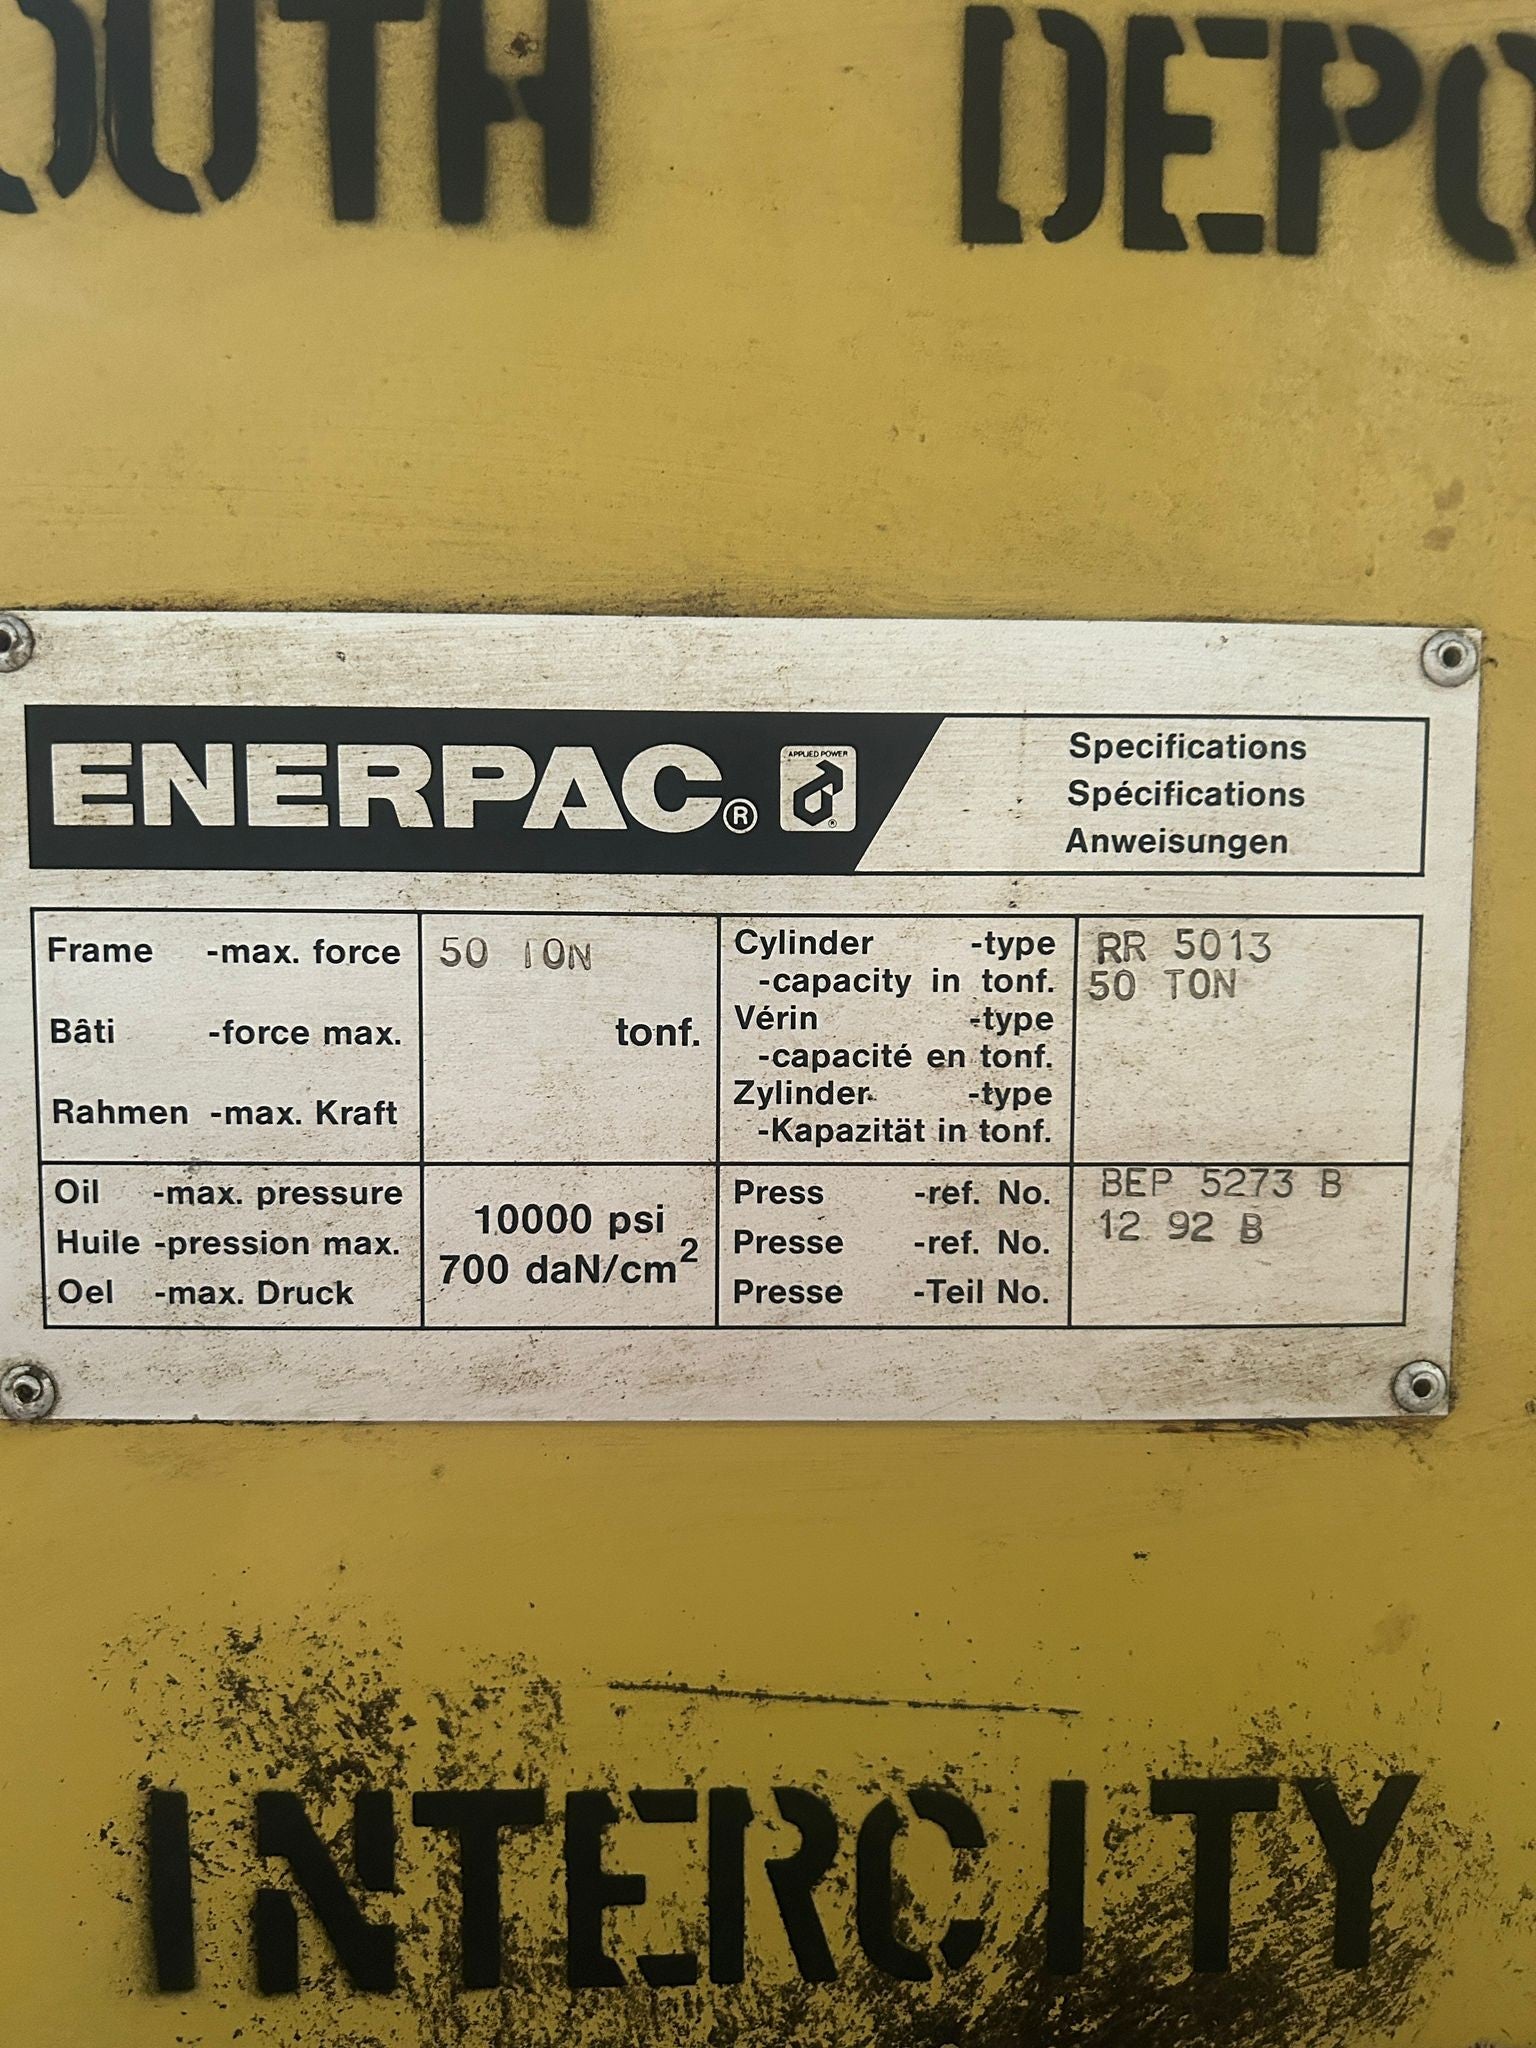 OUTH DEPO
ENERPAC® APPLIED POWER ®
Specifications
Spécifications
Anweisungen
Frame -max. force
Bâti -force max.
Rahmen -max. Kraft
50 TON
tonf.
Cylinder -type
-capacity in tonf.
Vérin -type
-capacité en tonf.
Zylinder -type
-Kapazität in tonf.
RR 5013
50 TON
Oil -max. pressure
Huile -pression max.
Oel -max. Druck
10000 psi
700 daN/cm²
Press -ref. No.
Presse -ref. No.
Presse -Teil No.
BEP 5273 B
12 92 B
INTERCITY